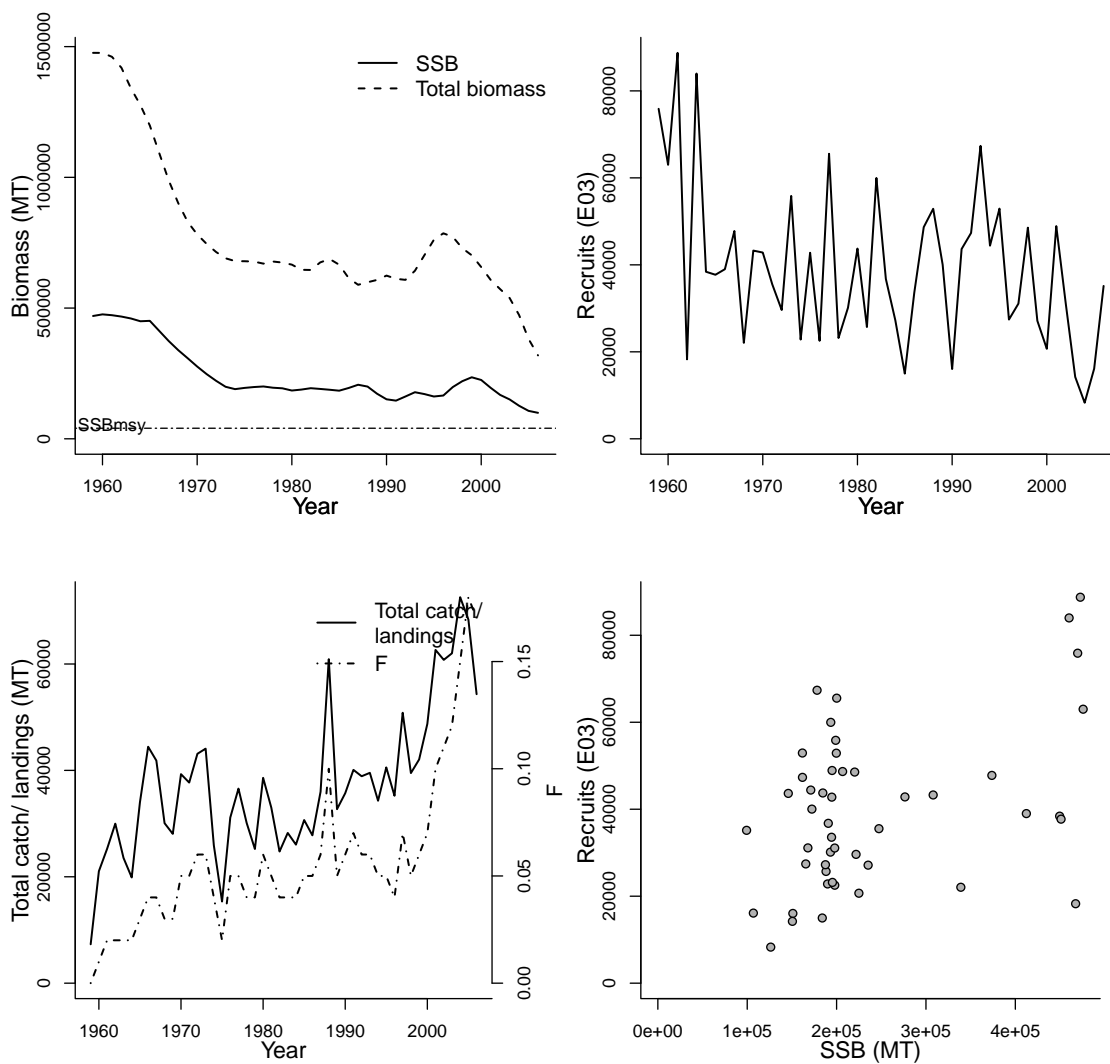 SSB
Total biomass
Biomass (MT)
0
500000
1000000
1500000
SSBmsy
1960 1970 1980 1990 2000
Year
Recruits (E03)
0 20000 40000 60000 80000
1960 1970 1980 1990 2000
Year
Total catch/
landings
F
Total catch/ landings (MT)
0 20000 40000 60000
0.00 0.05 0.10 0.15
F
1960 1970 1980 1990 2000
Year
Recruits (E03)
0 20000 40000 60000 80000
0e+00 1e+05 2e+05 3e+05 4e+05
SSB (MT)